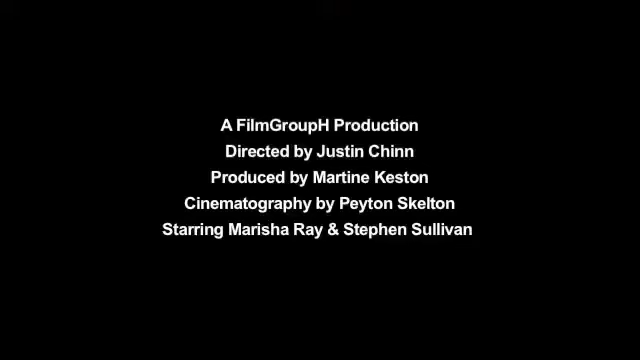 A FilmGroupH Production
Directed by Justin Chinn
Produced by Martine Keston
Cinematography by Peyton Skelton
Starring Marisha Ray & Stephen Sullivan